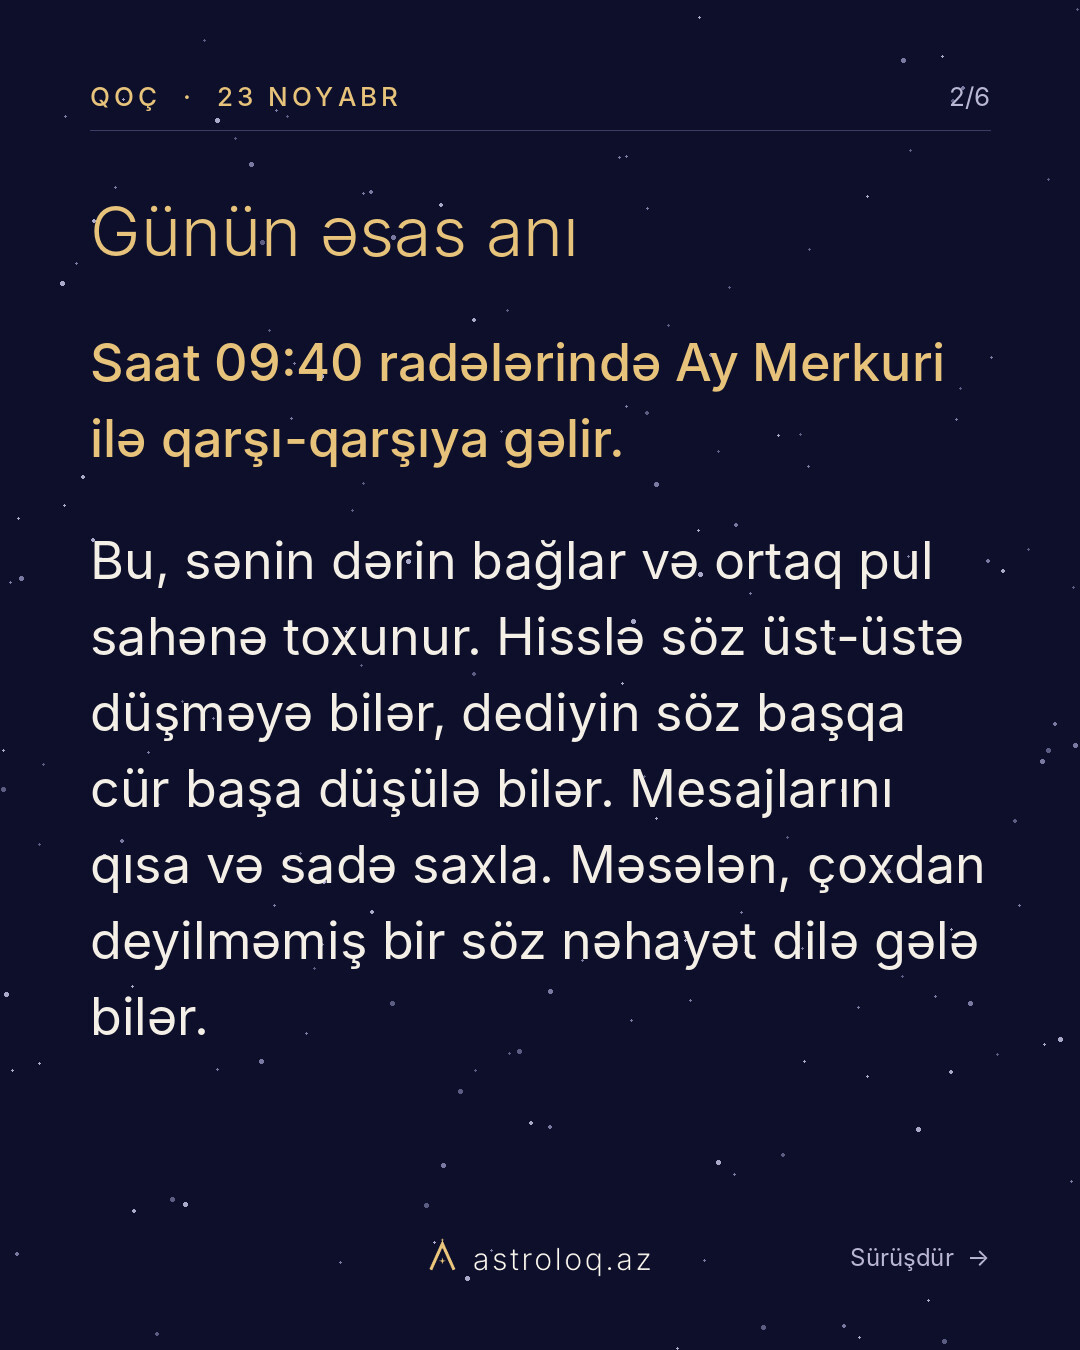 QOÇ · 23 NOYABR
2/6
Günün əsas anı
Saat 09:40 radələrində Ay Merkuri
ilə qarşı-qarşıya gəlir.
Bu, sənin dərin bağlar və ortaq pul
sahənə toxunur. Hisslə söz üst-üstə
düşməyə bilər, dediyin söz başqa
cür başa düşülə bilər. Mesajlarını
qısa və sadə saxla. Məsələn, çoxdan
deyilməmiş bir söz nəhayət dilə gələ
bilər.
astroloq.az
Sürüşdür →